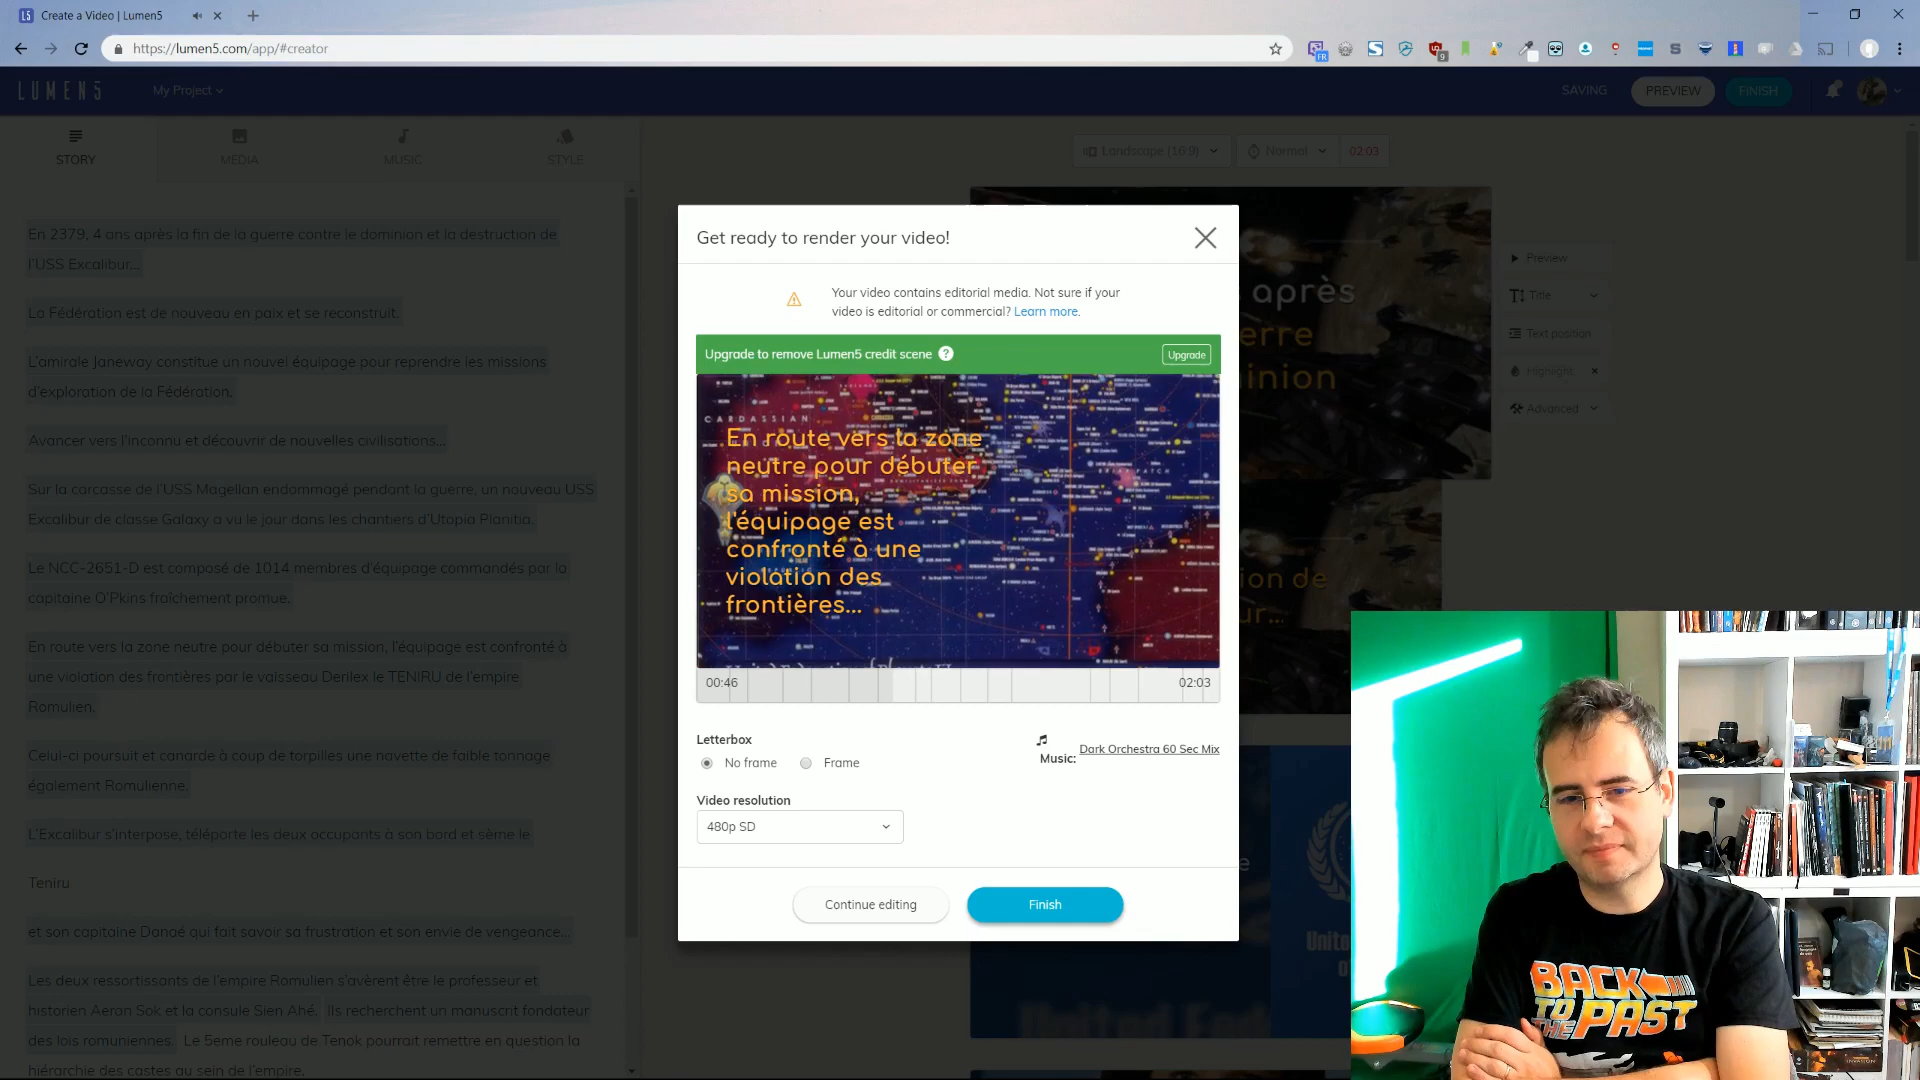 Create a Video | Lumen5
https://lumen5.com/app/#creator
LUMEN5
My Project
SAVING
PREVIEW
FINISH
STORY
MEDIA
MUSIC
STYLE
Landscape (16:9)
Normal
02:03
En 2379, 4 ans après la fin de la guerre contre le dominion et la destruction de
l'USS Excalibur...
La Fédération est de nouveau en paix et se reconstruit.
L'amirale Janeway constitue un nouvel équipage pour reprendre les missions
d'exploration de la Fédération.
Avancer vers l'inconnu et découvrir de nouvelles civilisations...
Sur la carcasse de l'USS Magellan endommagé pendant la guerre, un nouveau USS
Excalibur de classe Galaxy a vu le jour dans les chantiers d'Utopia Planitia.
Le NCC-2651-D est composé de 1014 membres d'équipage commandés par la
capitaine O'Pkins fraîchement promue.
En route vers la zone neutre pour débuter sa mission, l'équipage est confronté à
une violation des frontières par le vaisseau Derilex le TENIRU de l'empire
Romulien.
Celui-ci poursuit et canarde à coup de torpilles une navette de faible tonnage
également Romulienne.
L'Excalibur s'interpose, téléporte les deux occupants à son bord et sème le
Teniru
et son capitaine Danaé qui fait savoir sa frustration et son envie de vengeance...
Les deux ressortissants de l'empire Romulien s'avèrent être le professeur et
historien Aeran Sok et la consule Sien Ahé. Ils recherchent un manuscrit fondateur
des lois romuniennes. Le 5eme rouleau de Tenok pourrait remettre en question la
hiérarchie des castes au sein de l'empire.
Get ready to render your video!
Your video contains editorial media. Not sure if your
video is editorial or commercial? Learn more.
Upgrade to remove Lumen5 credit scene ?
Upgrade
CARDASSIAN
En route vers la zone
neutre pour débuter
sa mission,
l'équipage est
confronté à une
violation des
frontières...
00:46
02:03
Letterbox
No frame
Frame
Music:
Dark Orchestra 60 Sec Mix
Video resolution
480p SD
Continue editing
Finish
après
Preview
Title
Text position
Highlight
Advanced
BACK
TO
THE PAST